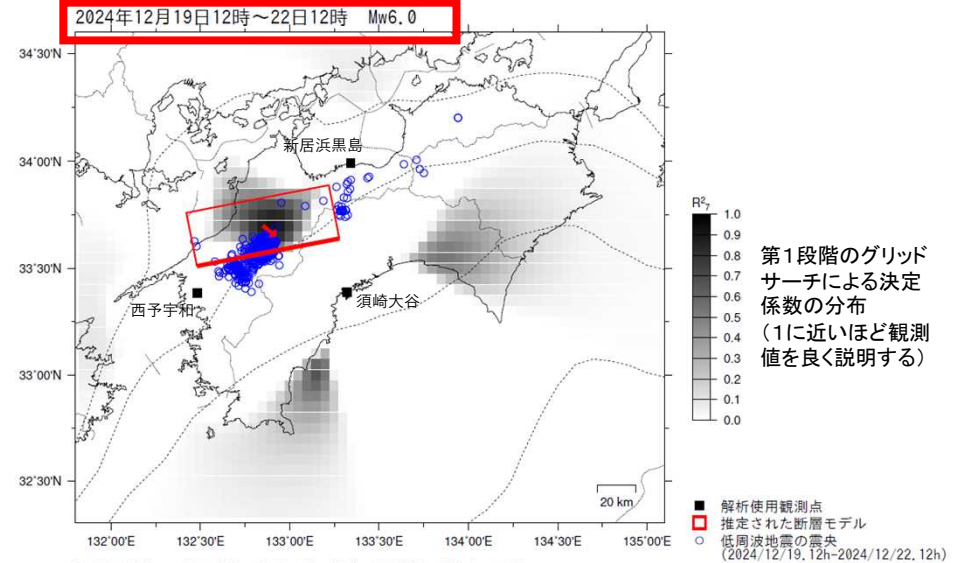 2024年12月19日12時～22日12時 Mw6.0
34°30'N
34°00'N
33°30'N
33°00'N
32°30'N
132°00'E
132°30'E
133°00'E
133°30'E
134°00'E
134°30'E
135°00'E
新居浜黒島
西予宇和
須崎大谷
20 km
R²₇
1.0
0.9
0.8
0.7
0.6
0.5
0.4
0.3
0.2
0.1
0.0
第１段階のグリッド
サーチによる決定
係数の分布
（１に近いほど観測
値を良く説明する）
解析使用観測点
推定された断層モデル
低周波地震の震央
(2024/12/19.12h-2024/12/22.12h)